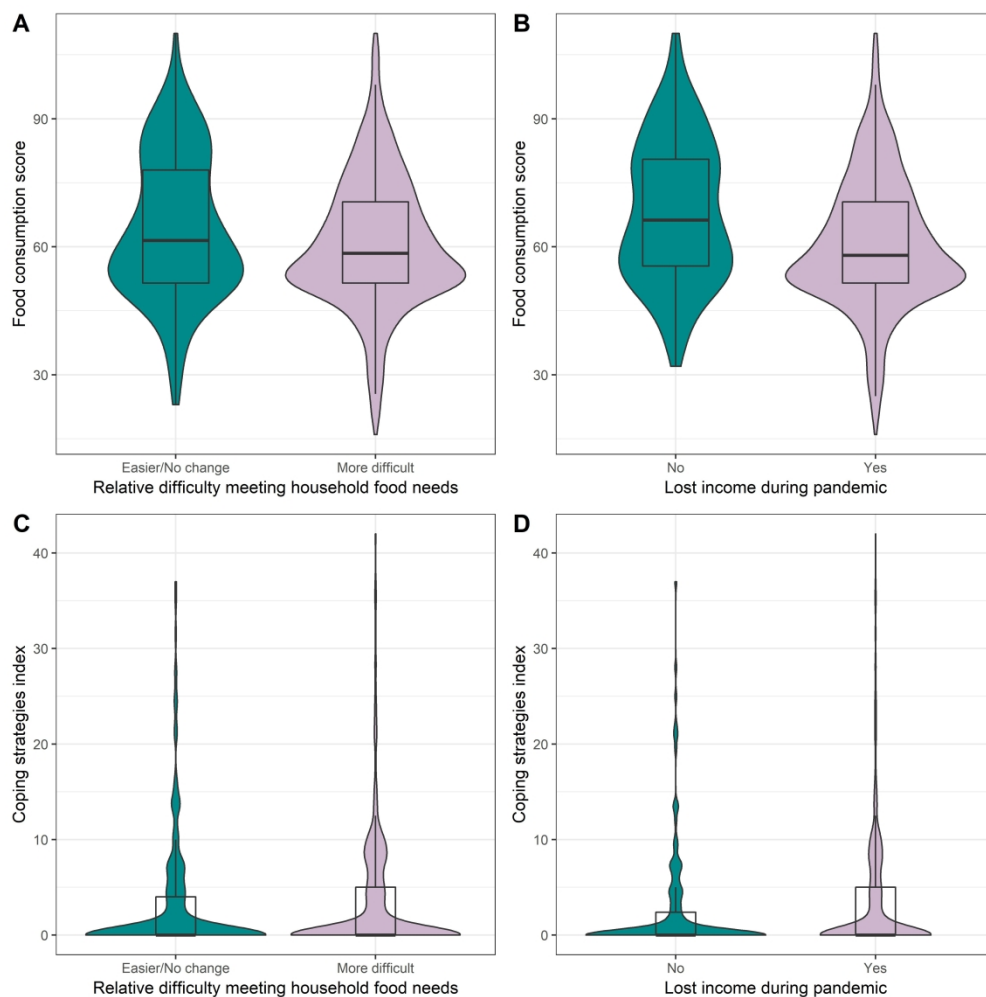 A
Food consumption score
90
60
30
Easier/No change More difficult
Relative difficulty meeting household food needs
B
Food consumption score
90
60
30
No Yes
Lost income during pandemic
C
Coping strategies index
40
30
20
10
0
Easier/No change More difficult
Relative difficulty meeting household food needs
D
Coping strategies index
40
30
20
10
0
No Yes
Lost income during pandemic